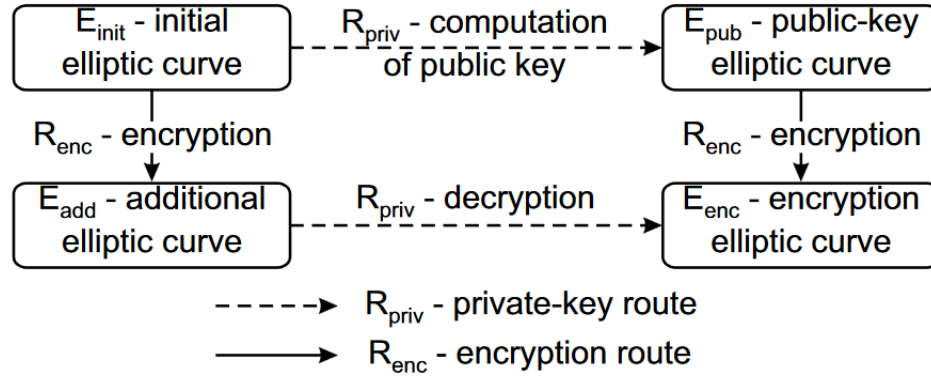 E_init - initial
elliptic curve
R_priv - computation
of public key
E_pub - public-key
elliptic curve
R_enc - encryption
R_enc - encryption
E_add - additional
elliptic curve
R_priv - decryption
E_enc - encryption
elliptic curve
R_priv - private-key route
R_enc - encryption route